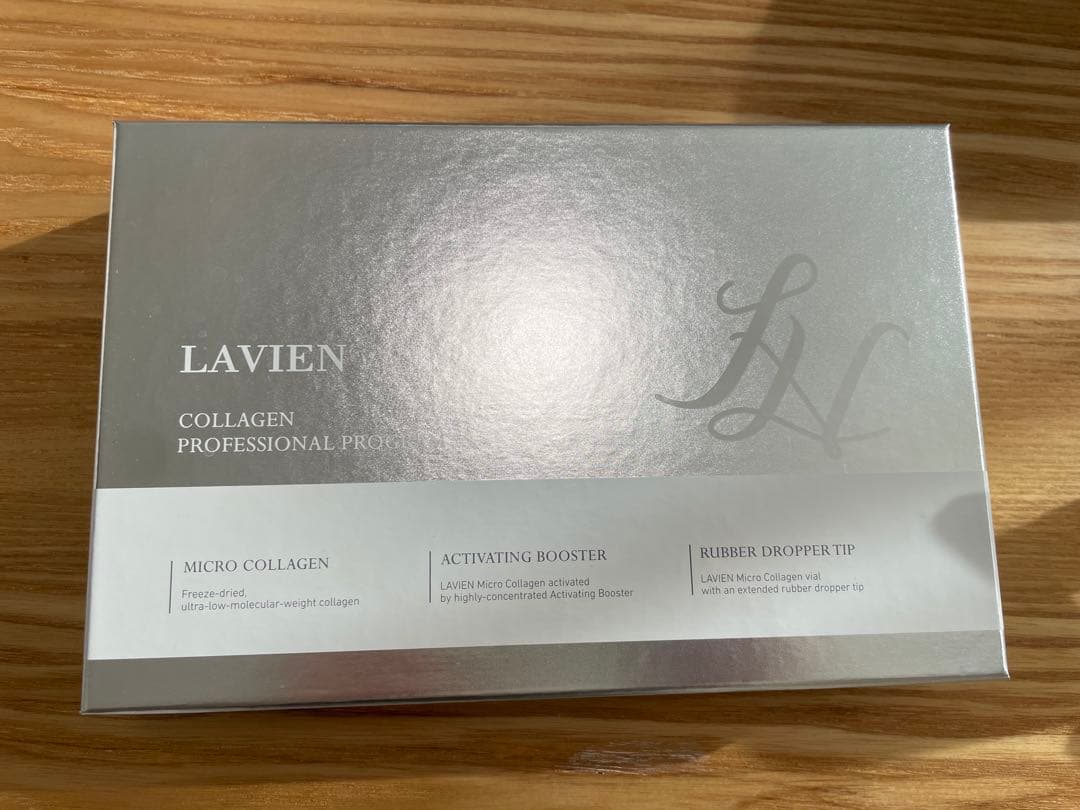 LAVIEN
COLLAGEN
PROFESSIONAL
MICRO COLLAGEN
Freeze-dried,
ultra-low-molecular-weight collagen
ACTIVATING BOOSTER
LAVIEN Micro Collagen activated
by highly-concentrated Activating Booster
RUBBER DROPPER TIP
LAVIEN Micro Collagen vial
with an extended rubber dropper tip